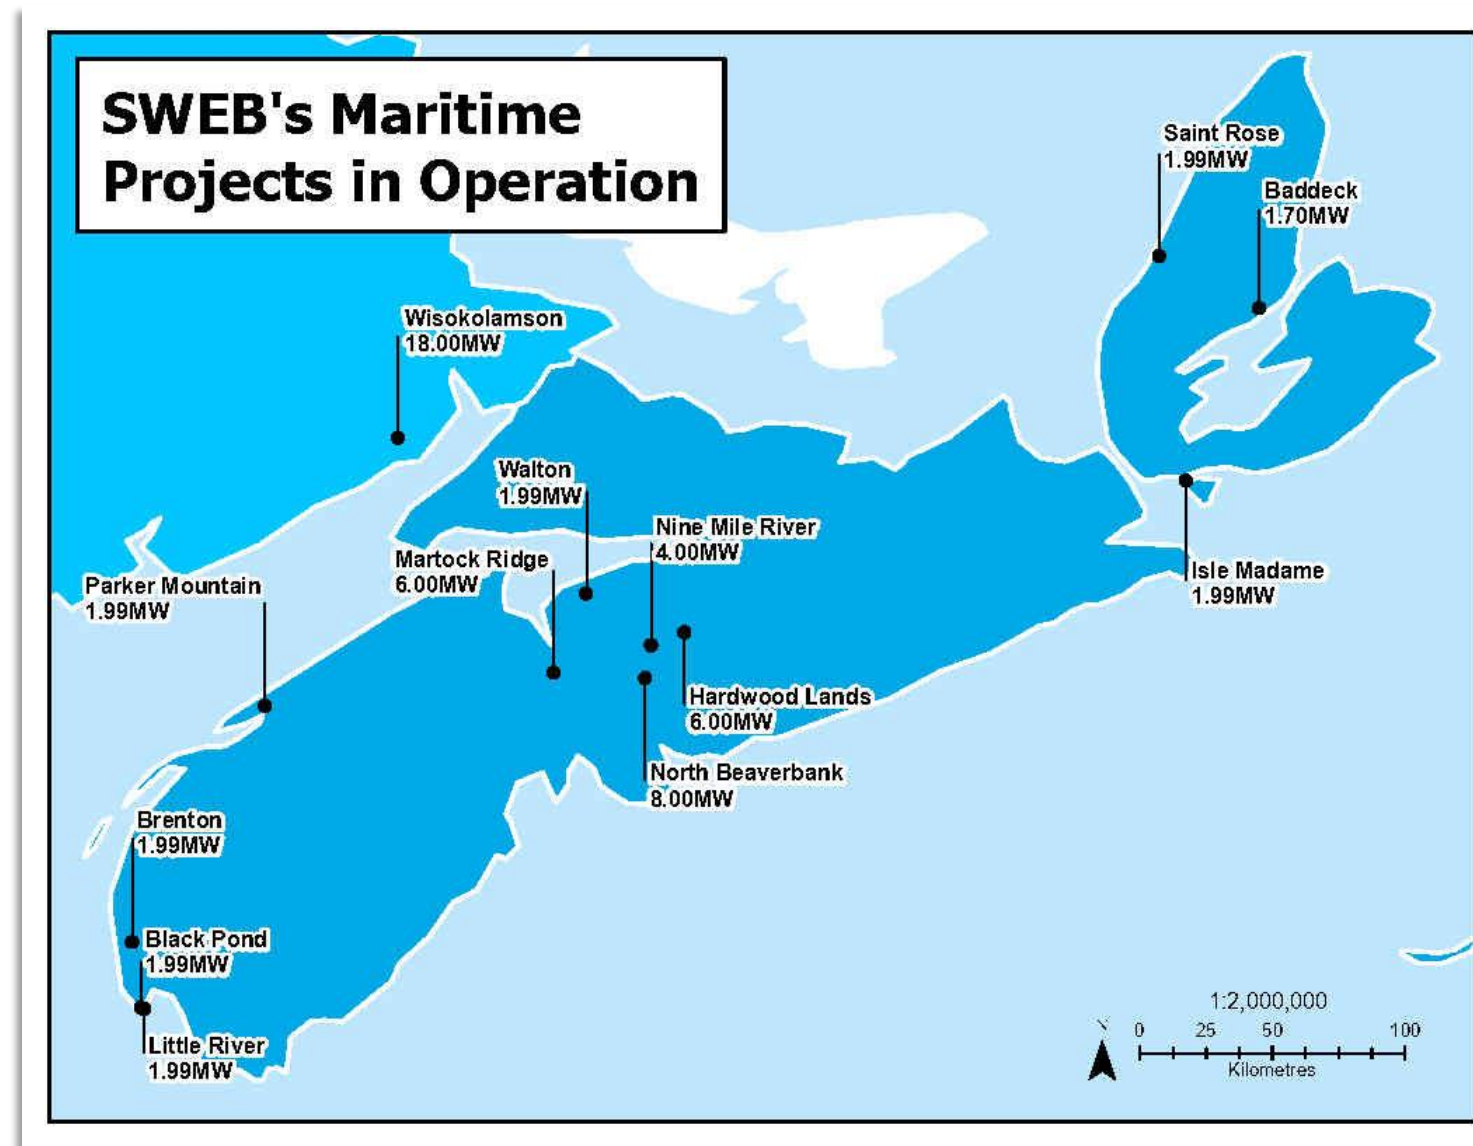 SWEB's Maritime
Projects in Operation
Saint Rose
1.99MW
Baddeck
1.70MW
Wisokolamson
18.00MW
Walton
1.99MW
Nine Mile River
4.00MW
Martock Ridge
6.00MW
Isle Madame
1.99MW
Parker Mountain
1.99MW
Hardwood Lands
6.00MW
North Beaverbank
8.00MW
Brenton
1.99MW
Black Pond
1.99MW
Little River
1.99MW
1:2,000,000
N
0 25 50 100
Kilometres